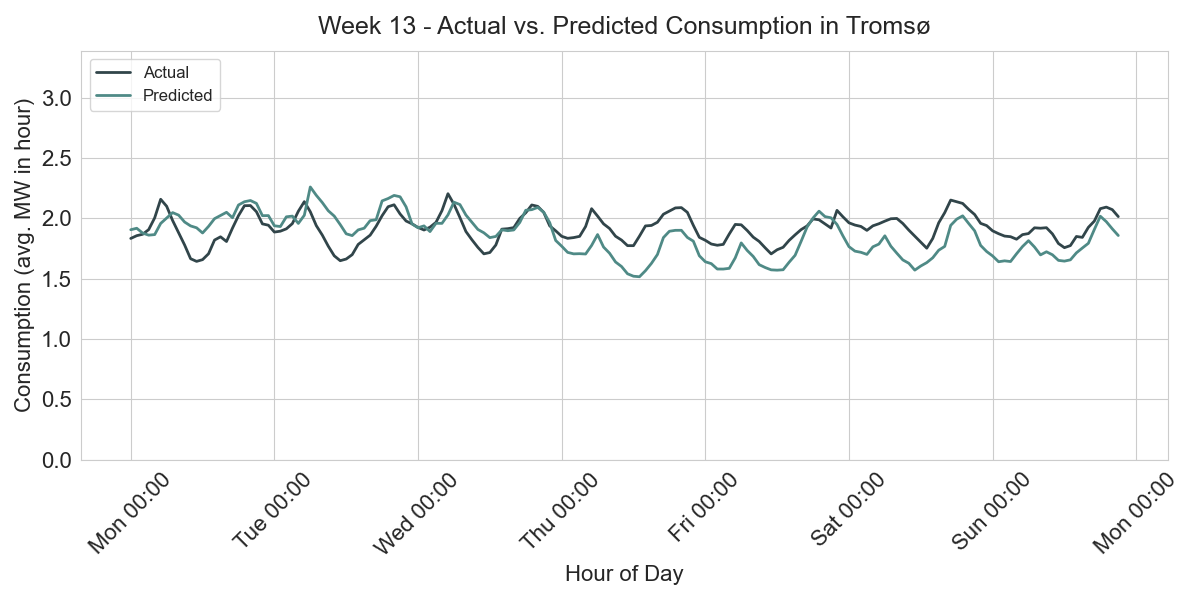 Week 13 - Actual vs. Predicted Consumption in Tromsø
Actual
Predicted
Consumption (avg. MW in hour)
3.0
2.5
2.0
1.5
1.0
0.5
0.0
Mon 00:00
Tue 00:00
Wed 00:00
Thu 00:00
Fri 00:00
Sat 00:00
Sun 00:00
Mon 00:00
Hour of Day